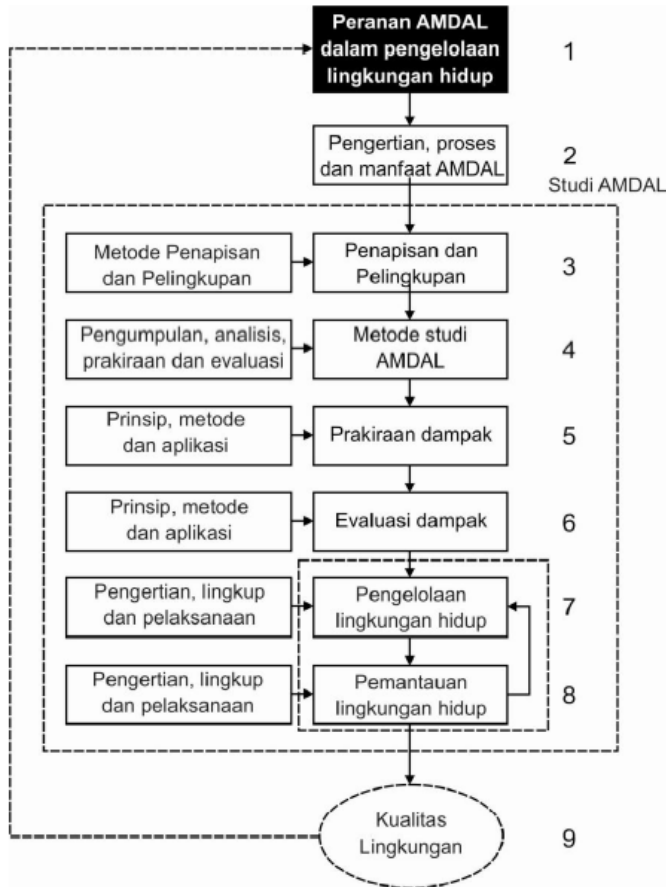 Peranan AMDAL
dalam pengelolaan
lingkungan hidup
1
Pengertian, proses
dan manfaat AMDAL
2
Studi AMDAL
Metode Penapisan
dan Pelingkupan
Penapisan dan
Pelingkupan
3
Pengumpulan, analisis,
prakiraan dan evaluasi
Metode studi
AMDAL
4
Prinsip, metode
dan aplikasi
Prakiraan dampak
5
Prinsip, metode
dan aplikasi
Evaluasi dampak
6
Pengertian, lingkup
dan pelaksanaan
Pengelolaan
lingkungan hidup
7
Pengertian, lingkup
dan pelaksanaan
Pemantauan
lingkungan hidup
8
Kualitas
Lingkungan
9